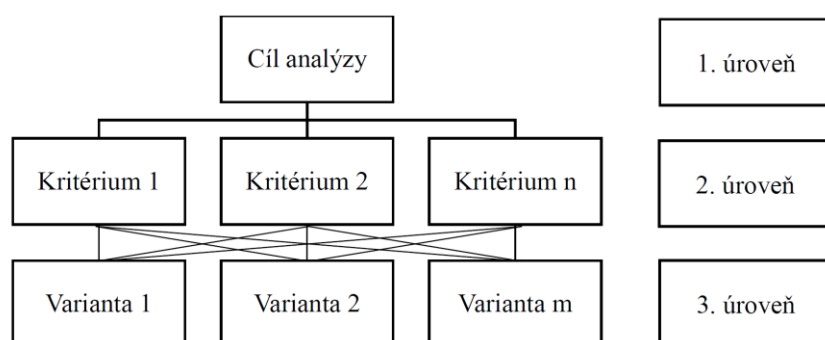 Cíl analýzy
1. úroveň
Kritérium 1
Kritérium 2
Kritérium n
2. úroveň
Varianta 1
Varianta 2
Varianta m
3. úroveň